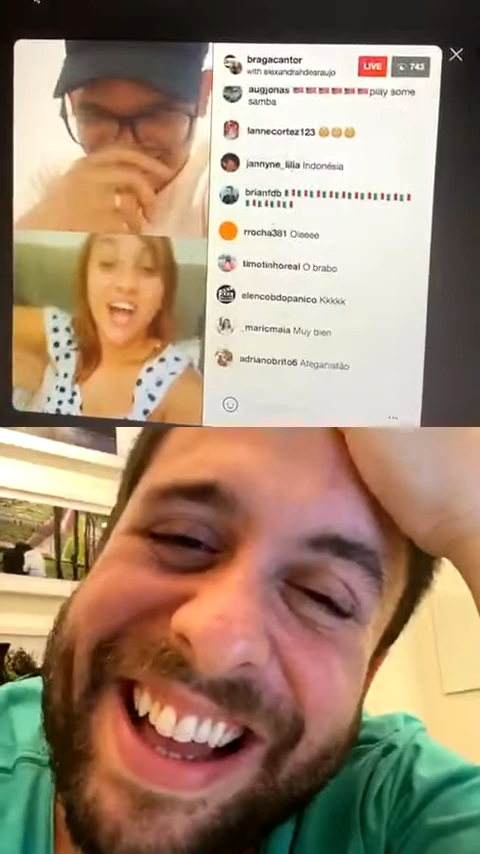 bragacantor
with alexandrahdearaujo
LIVE
743
augjonas play some
samba
lannecortez123
jannyne_lilia Indonésia
brianfdb
rrocha381 Oieeee
timotinhoreal O brabo
elencobdopanico Kkkkk
_maricmaia Muy bien
adrianobrito6 Afeganistão